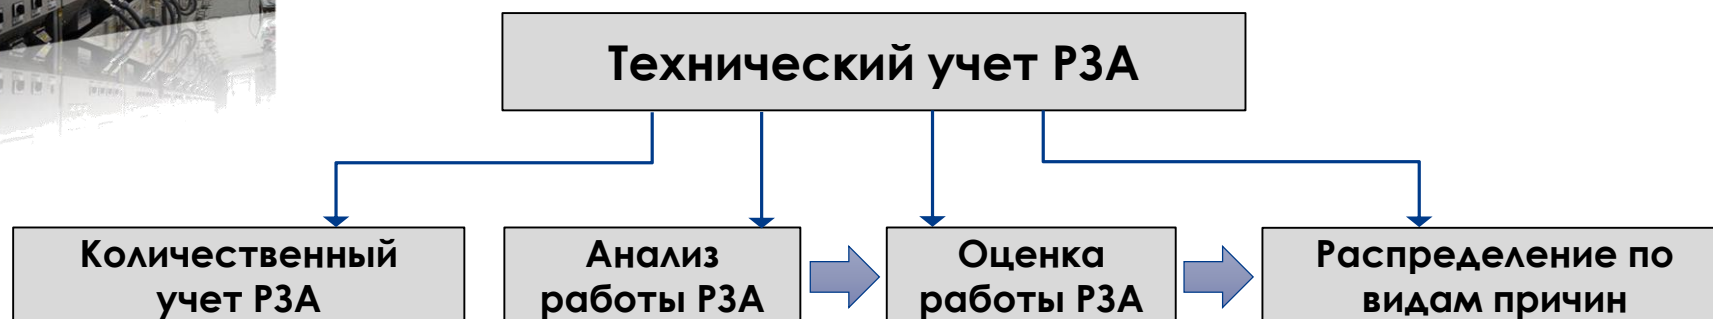 Технический учет РЗА
Количественный
учет РЗА
Анализ
работы РЗА
Оценка
работы РЗА
Распределение по
видам причин